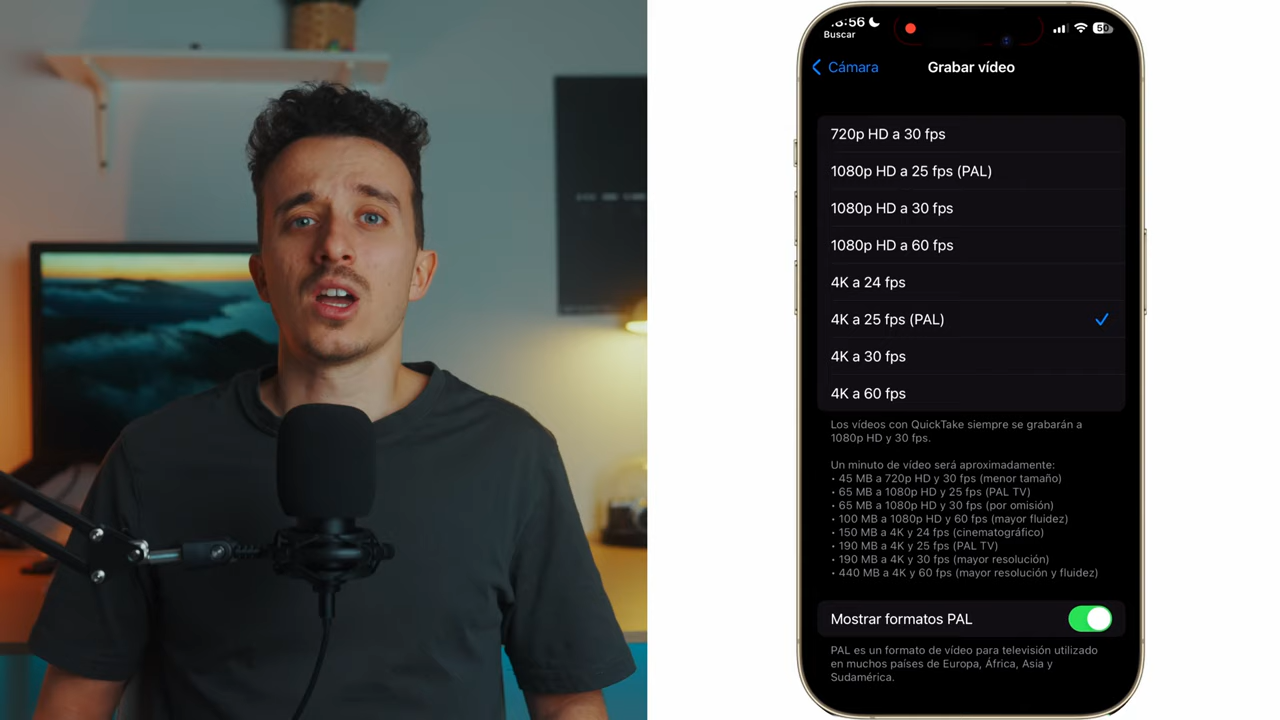 :56
Buscar
60
Cámara
Grabar vídeo
720p HD a 30 fps
1080p HD a 25 fps (PAL)
1080p HD a 30 fps
1080p HD a 60 fps
4K a 24 fps
4K a 25 fps (PAL)
4K a 30 fps
4K a 60 fps
Los vídeos con QuickTake siempre se grabarán a
1080p HD y 30 fps.
Un minuto de vídeo será aproximadamente:
• 45 MB a 720p HD y 30 fps (menor tamaño)
• 65 MB a 1080p HD y 25 fps (PAL TV)
• 65 MB a 1080p HD y 30 fps (por omisión)
• 100 MB a 1080p HD y 60 fps (mayor fluidez)
• 150 MB a 4K y 24 fps (cinematográfico)
• 190 MB a 4K y 25 fps (PAL TV)
• 190 MB a 4K y 30 fps (mayor resolución)
• 440 MB a 4K y 60 fps (mayor resolución y fluidez)
Mostrar formatos PAL
PAL es un formato de vídeo para televisión utilizado
en muchos países de Europa, África, Asia y
Sudamérica.